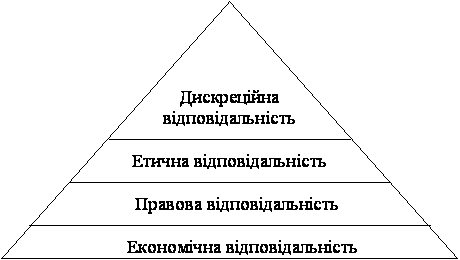 Дискреційна
відповідальність
Етична відповідальність
Правова відповідальність
Економічна відповідальність